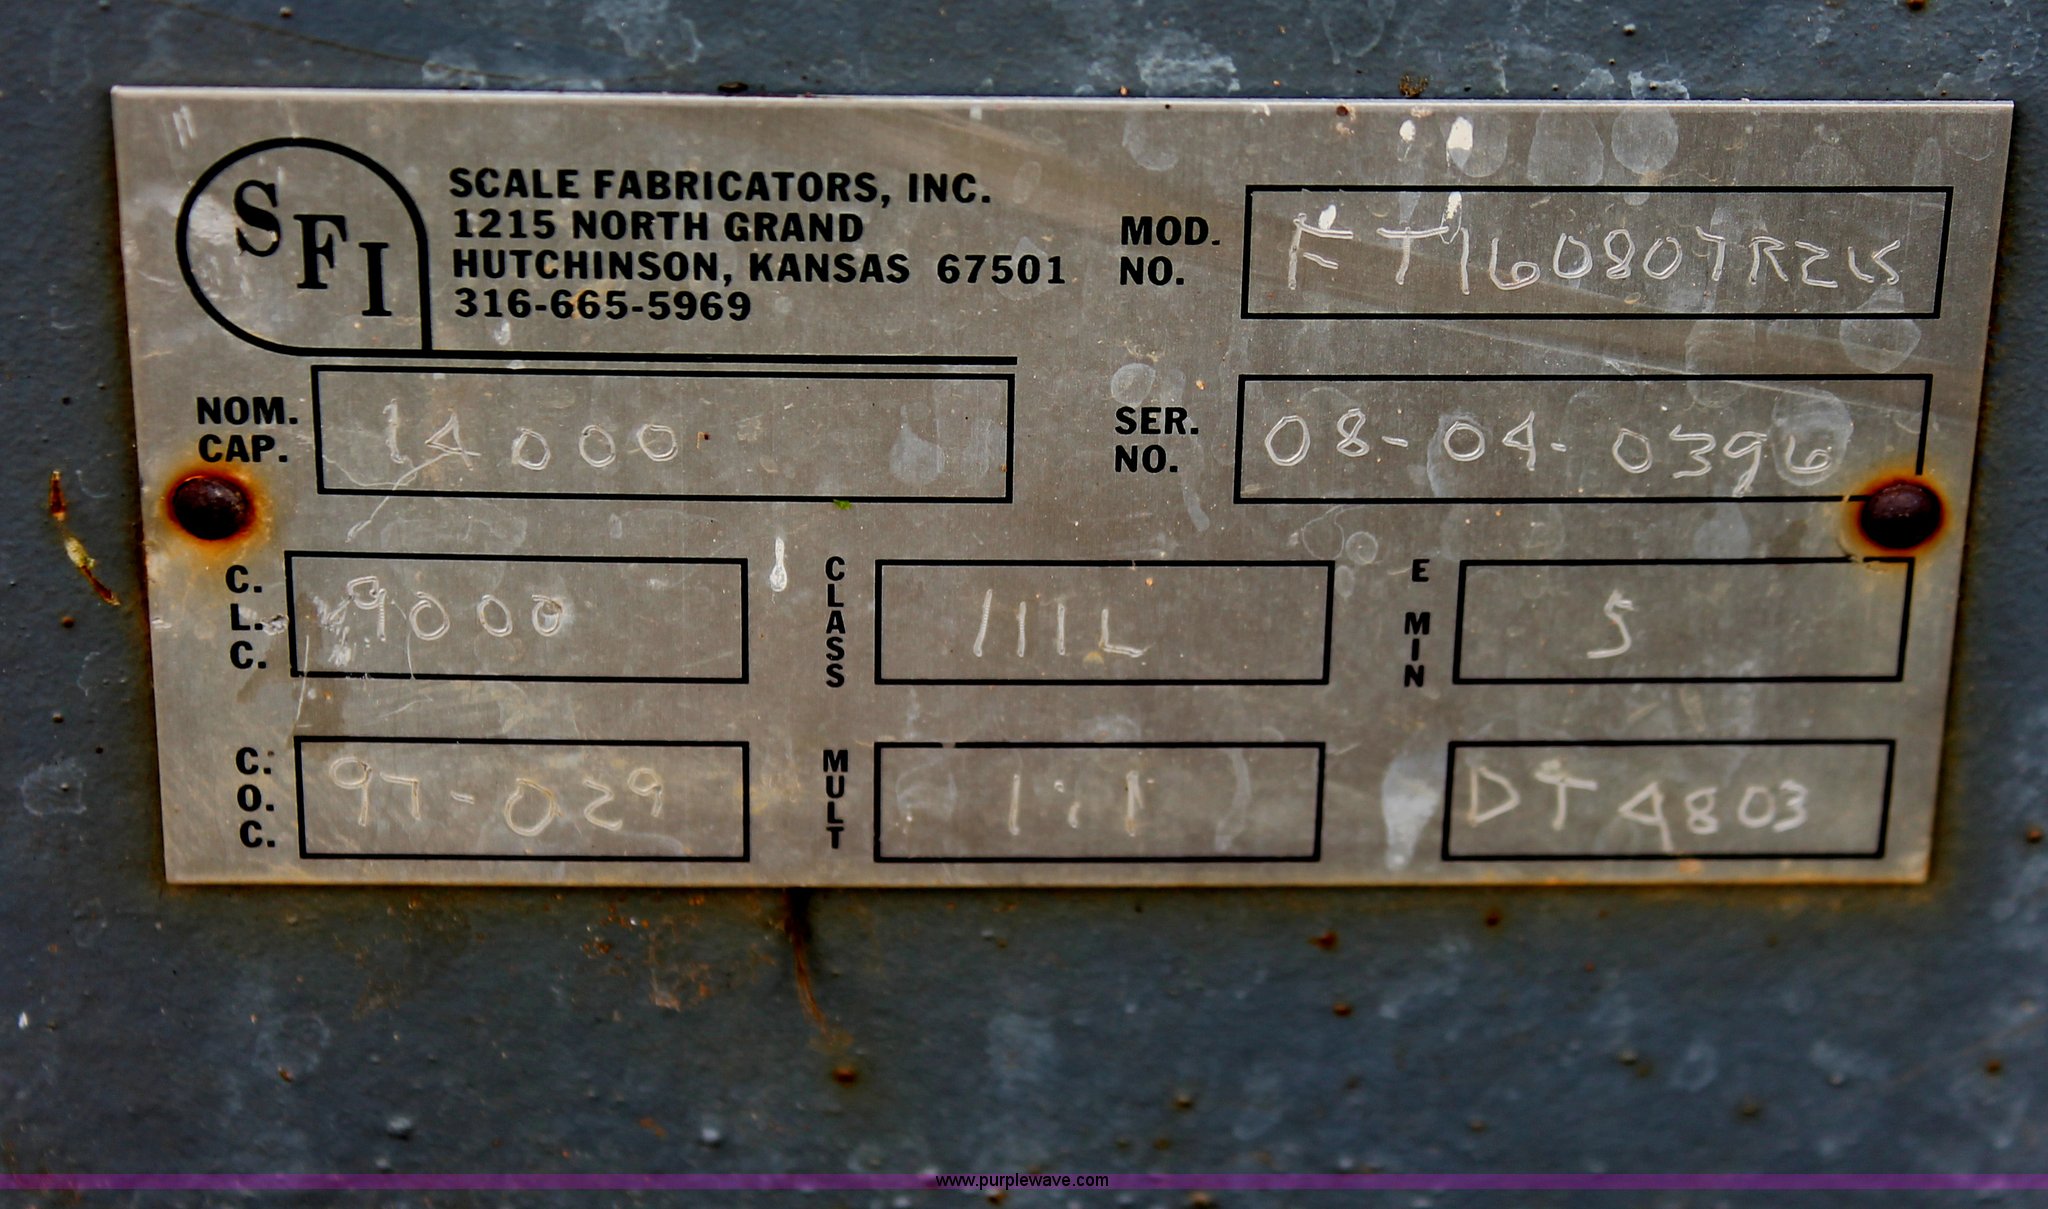 SFI
SCALE FABRICATORS, INC.
1215 NORTH GRAND
HUTCHINSON, KANSAS 67501
316-665-5969
MOD. NO.
NOM. CAP. 14000
SER. NO. 08-04-0396
C.L.C. 9000
CLASS IIIL
E MIN 5
C.O.C. 97-029
MULT 1:1
DT4803
www.purplewave.com